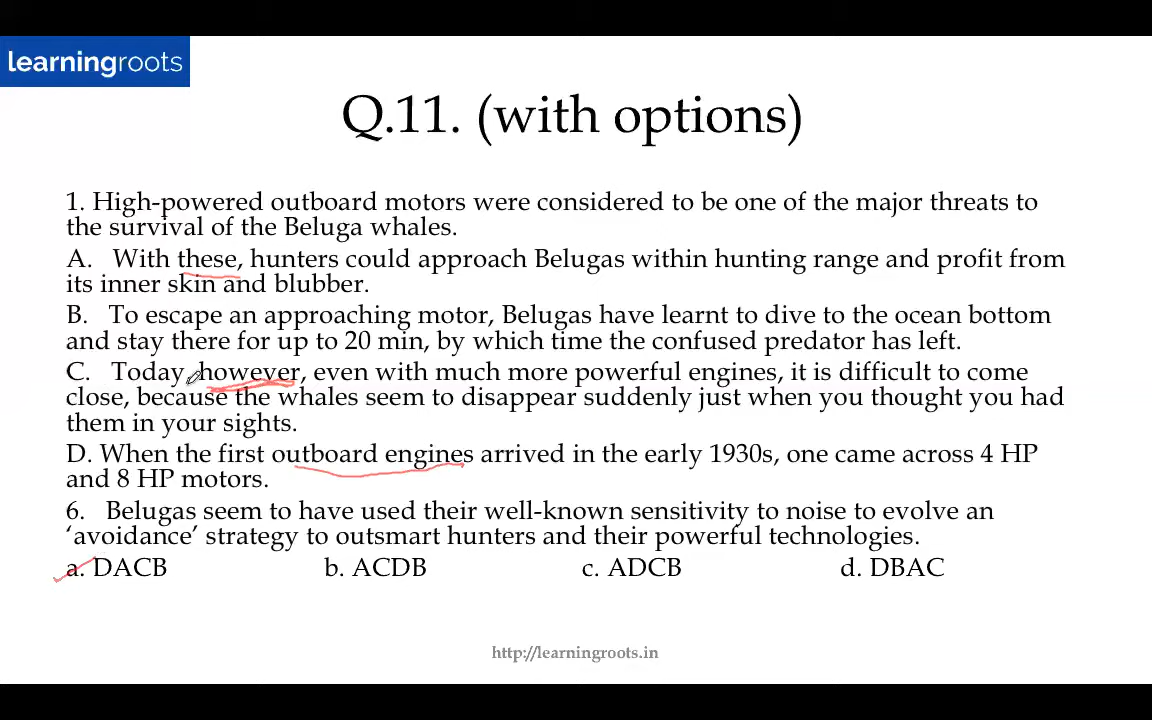 learningroots
Q.11. (with options)
1. High-powered outboard motors were considered to be one of the major threats to
the survival of the Beluga whales.
A. With these, hunters could approach Belugas within hunting range and profit from
its inner skin and blubber.
B. To escape an approaching motor, Belugas have learnt to dive to the ocean bottom
and stay there for up to 20 min, by which time the confused predator has left.
C. Today, however, even with much more powerful engines, it is difficult to come
close, because the whales seem to disappear suddenly just when you thought you had
them in your sights.
D. When the first outboard engines arrived in the early 1930s, one came across 4 HP
and 8 HP motors.
6. Belugas seem to have used their well-known sensitivity to noise to evolve an
‘avoidance’ strategy to outsmart hunters and their powerful technologies.
a. DACB b. ACDB c. ADCB d. DBAC
http://learningroots.in